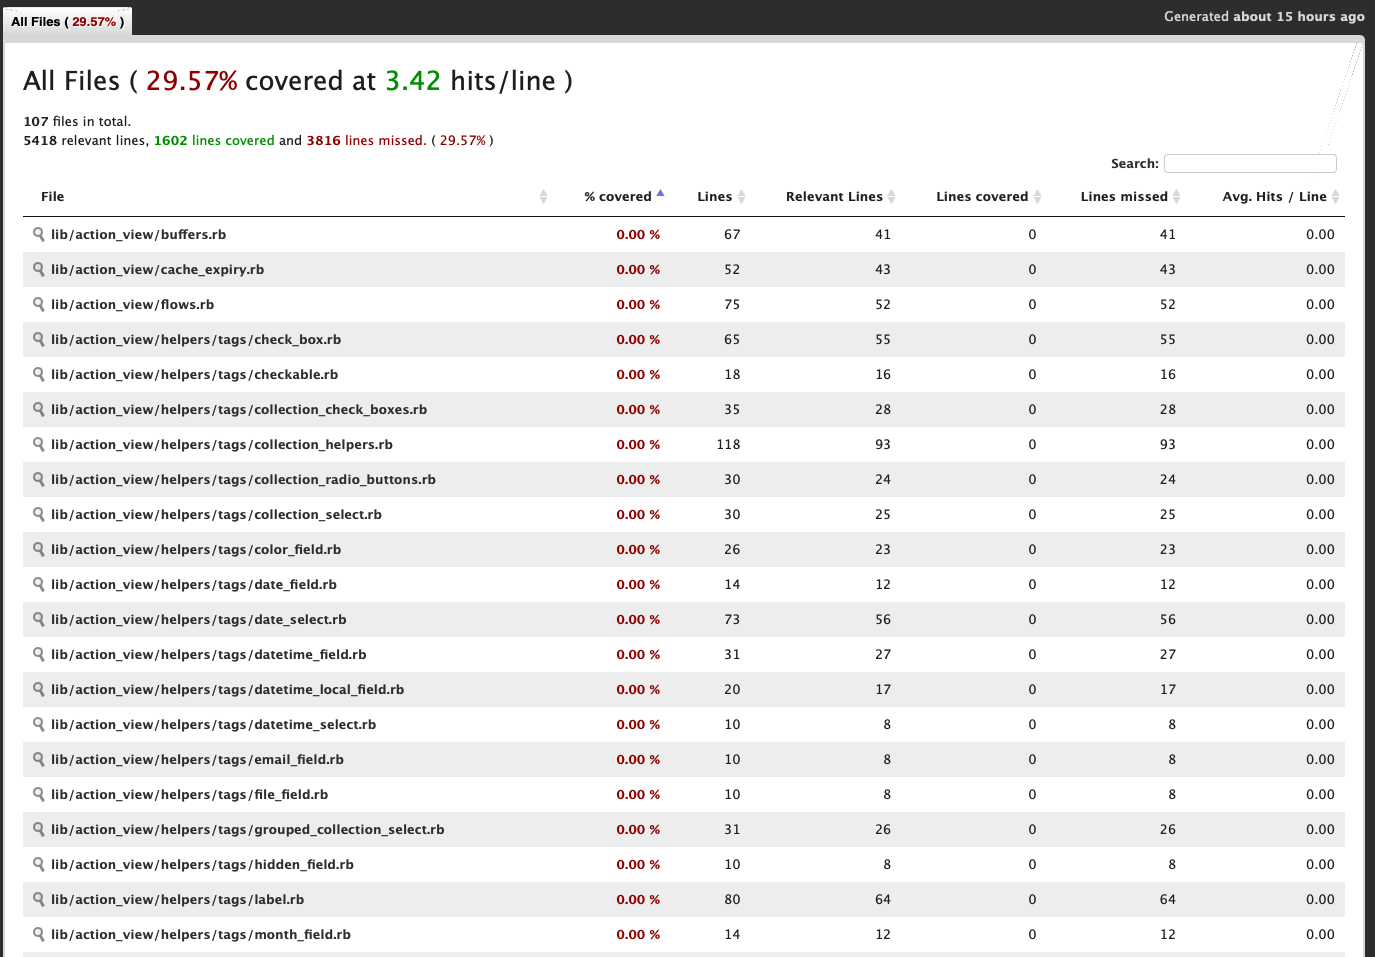 All Files ( 29.57% )
Generated about 15 hours ago
All Files ( 29.57% covered at 3.42 hits/line )
107 files in total.
5418 relevant lines, 1602 lines covered and 3816 lines missed. ( 29.57% )
Search:
File % covered Lines Relevant Lines Lines covered Lines missed Avg. Hits / Line
lib/action_view/buffers.rb 0.00 % 67 41 0 41 0.00
lib/action_view/cache_expiry.rb 0.00 % 52 43 0 43 0.00
lib/action_view/flows.rb 0.00 % 75 52 0 52 0.00
lib/action_view/helpers/tags/check_box.rb 0.00 % 65 55 0 55 0.00
lib/action_view/helpers/tags/checkable.rb 0.00 % 18 16 0 16 0.00
lib/action_view/helpers/tags/collection_check_boxes.rb 0.00 % 35 28 0 28 0.00
lib/action_view/helpers/tags/collection_helpers.rb 0.00 % 118 93 0 93 0.00
lib/action_view/helpers/tags/collection_radio_buttons.rb 0.00 % 30 24 0 24 0.00
lib/action_view/helpers/tags/collection_select.rb 0.00 % 30 25 0 25 0.00
lib/action_view/helpers/tags/color_field.rb 0.00 % 26 23 0 23 0.00
lib/action_view/helpers/tags/date_field.rb 0.00 % 14 12 0 12 0.00
lib/action_view/helpers/tags/date_select.rb 0.00 % 73 56 0 56 0.00
lib/action_view/helpers/tags/datetime_field.rb 0.00 % 31 27 0 27 0.00
lib/action_view/helpers/tags/datetime_local_field.rb 0.00 % 20 17 0 17 0.00
lib/action_view/helpers/tags/datetime_select.rb 0.00 % 10 8 0 8 0.00
lib/action_view/helpers/tags/email_field.rb 0.00 % 10 8 0 8 0.00
lib/action_view/helpers/tags/file_field.rb 0.00 % 10 8 0 8 0.00
lib/action_view/helpers/tags/grouped_collection_select.rb 0.00 % 31 26 0 26 0.00
lib/action_view/helpers/tags/hidden_field.rb 0.00 % 10 8 0 8 0.00
lib/action_view/helpers/tags/label.rb 0.00 % 80 64 0 64 0.00
lib/action_view/helpers/tags/month_field.rb 0.00 % 14 12 0 12 0.00